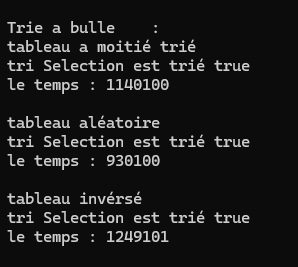 Trie a bulle    :
tableau a moitié trié
tri Selection est trié true
le temps : 1140100
tableau aléatoire
tri Selection est trié true
le temps : 930100
tableau invérsé
tri Selection est trié true
le temps : 1249101